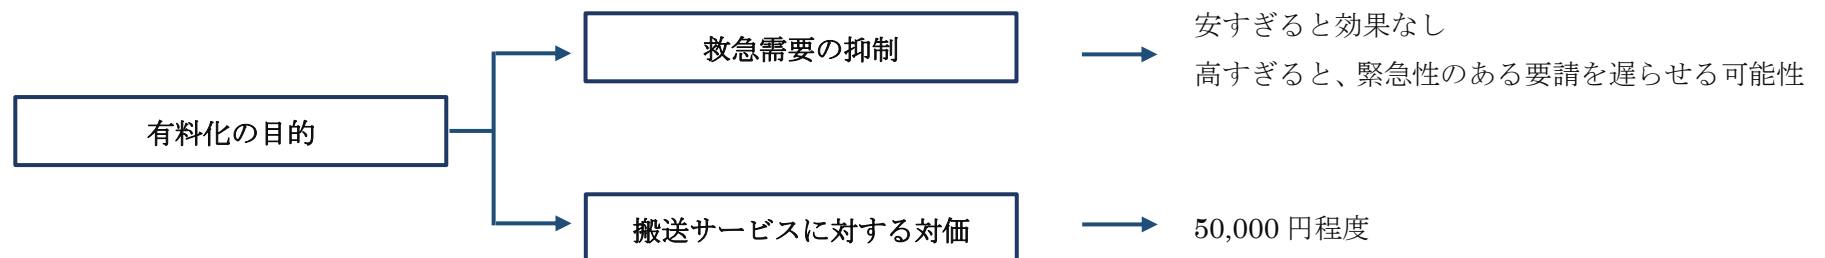 安すぎると効果なし
救急需要の抑制
高すぎると、緊急性のある要請を遅らせる可能性
有料化の目的
搬送サービスに対する対価
50,000 円程度